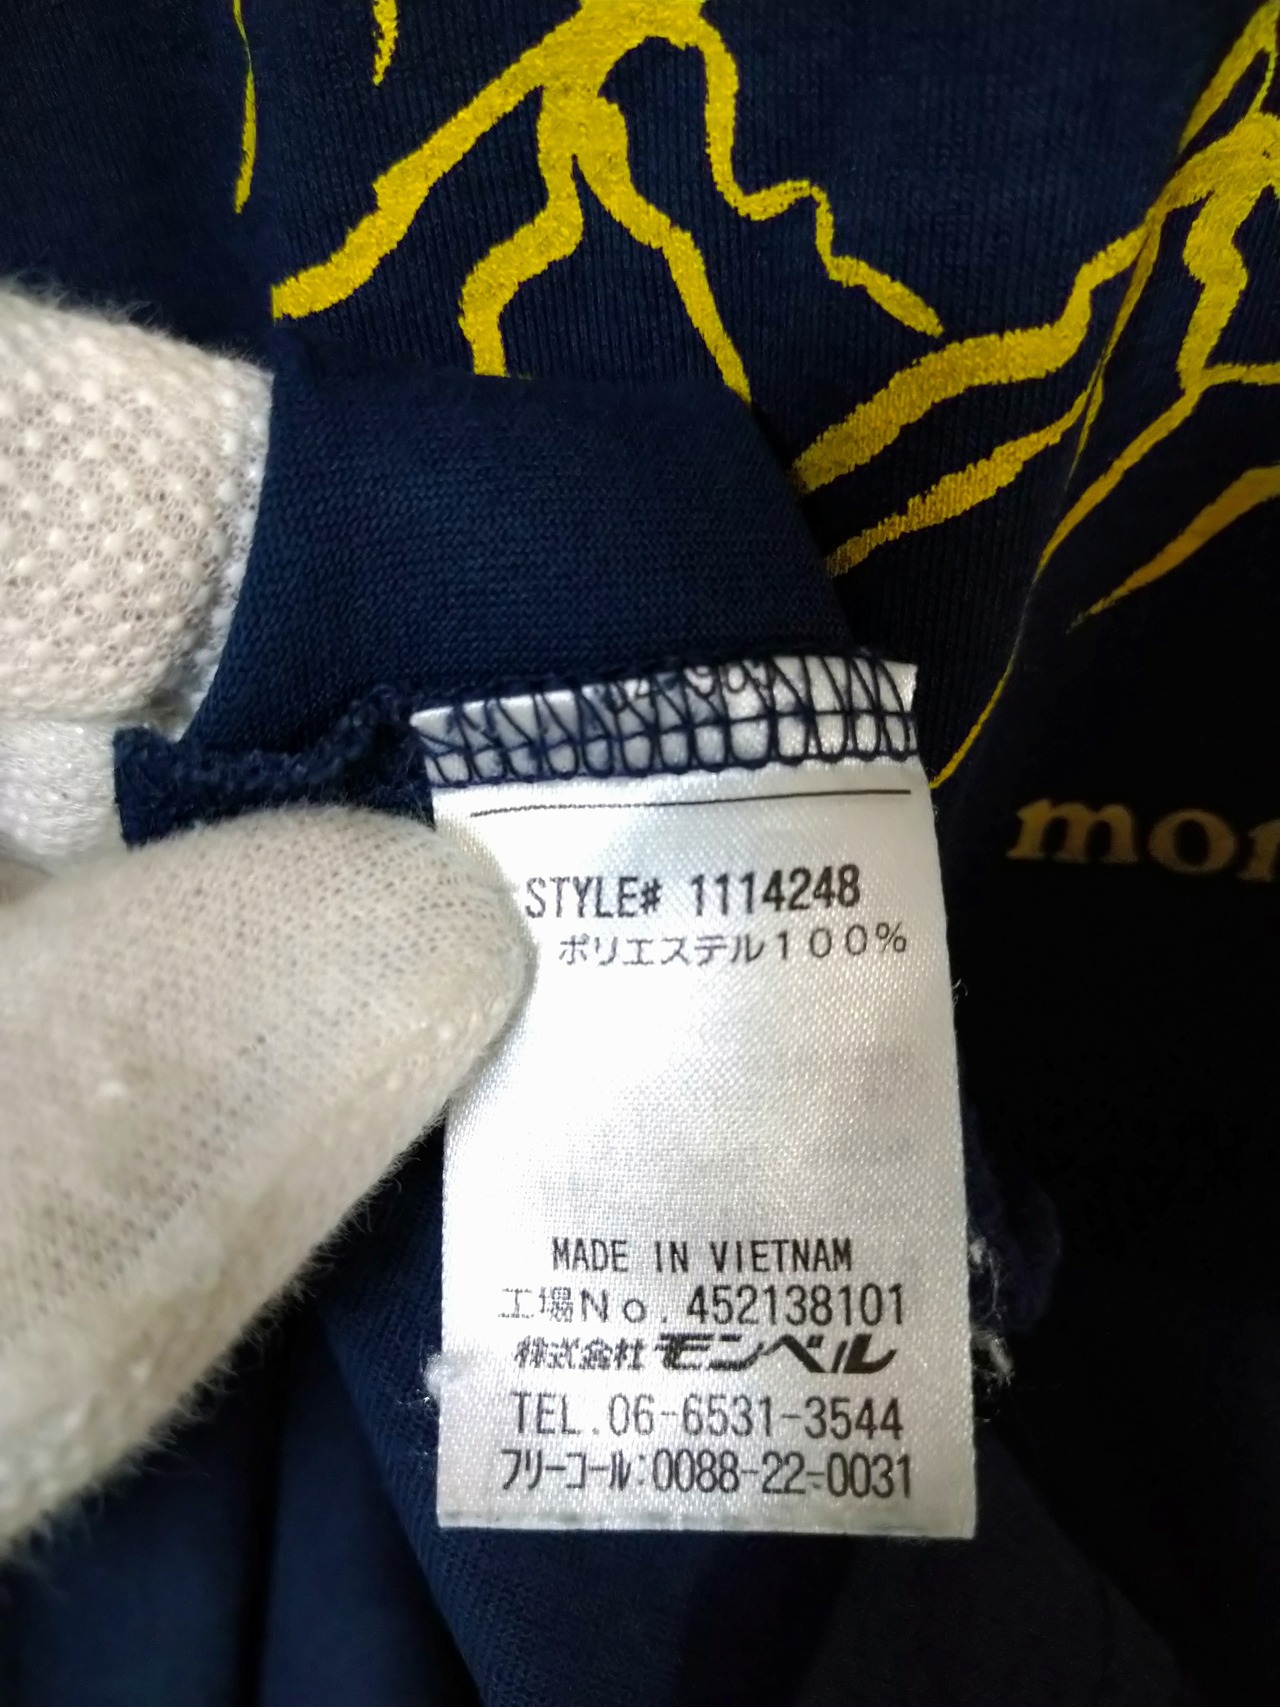 STYLE# 1114248
ポリエステル１００％
MADE IN VIETNAM
工場Ｎｏ．452138101
株式会社 モンベル
TEL.06-6531-3544
フリーコール:0088-22-0031